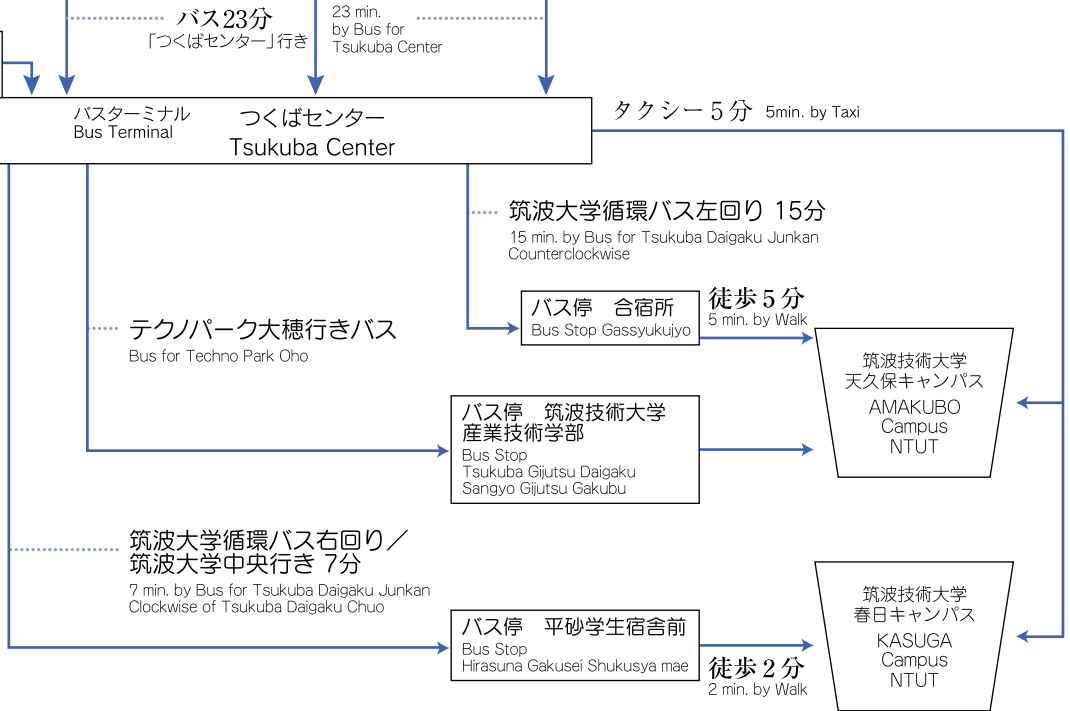 バス23分
「つくばセンター」行き
23 min.
by Bus for
Tsukuba Center
バスターミナル
Bus Terminal
つくばセンター
Tsukuba Center
タクシー５分 5min. by Taxi
筑波大学循環バス左回り 15分
15 min. by Bus for Tsukuba Daigaku Junkan
Counterclockwise
バス停　合宿所
Bus Stop Gassyukujyo
徒歩５分
5 min. by Walk
テクノパーク大穂行きバス
Bus for Techno Park Oho
筑波技術大学
天久保キャンパス
AMAKUBO
Campus
NTUT
バス停　筑波技術大学
産業技術学部
Bus Stop
Tsukuba Gijutsu Daigaku
Sangyo Gijutsu Gakubu
筑波大学循環バス右回り／
筑波大学中央行き 7分
7 min. by Bus for Tsukuba Daigaku Junkan
Clockwise of Tsukuba Daigaku Chuo
バス停　平砂学生宿舎前
Bus Stop
Hirasuna Gakusei Shukusya mae
徒歩２分
2 min. by Walk
筑波技術大学
春日キャンパス
KASUGA
Campus
NTUT